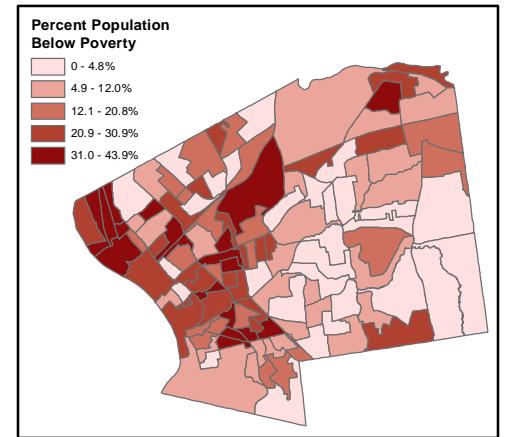 Percent Population
Below Poverty
0 - 4.8%
4.9 - 12.0%
12.1 - 20.8%
20.9 - 30.9%
31.0 - 43.9%